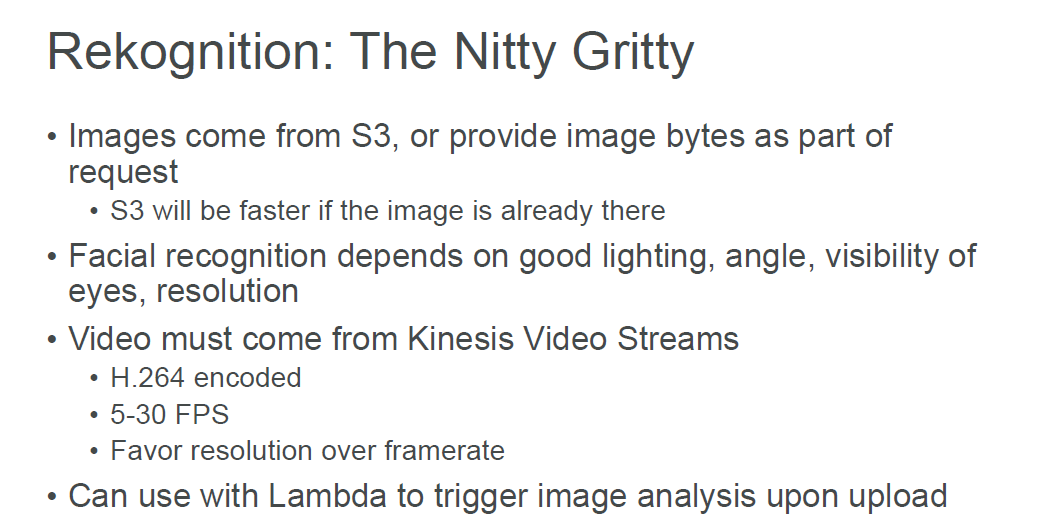 Rekognition: The Nitty Gritty
• Images come from S3, or provide image bytes as part of
request
• S3 will be faster if the image is already there
• Facial recognition depends on good lighting, angle, visibility of
eyes, resolution
• Video must come from Kinesis Video Streams
• H.264 encoded
• 5-30 FPS
• Favor resolution over framerate
• Can use with Lambda to trigger image analysis upon upload